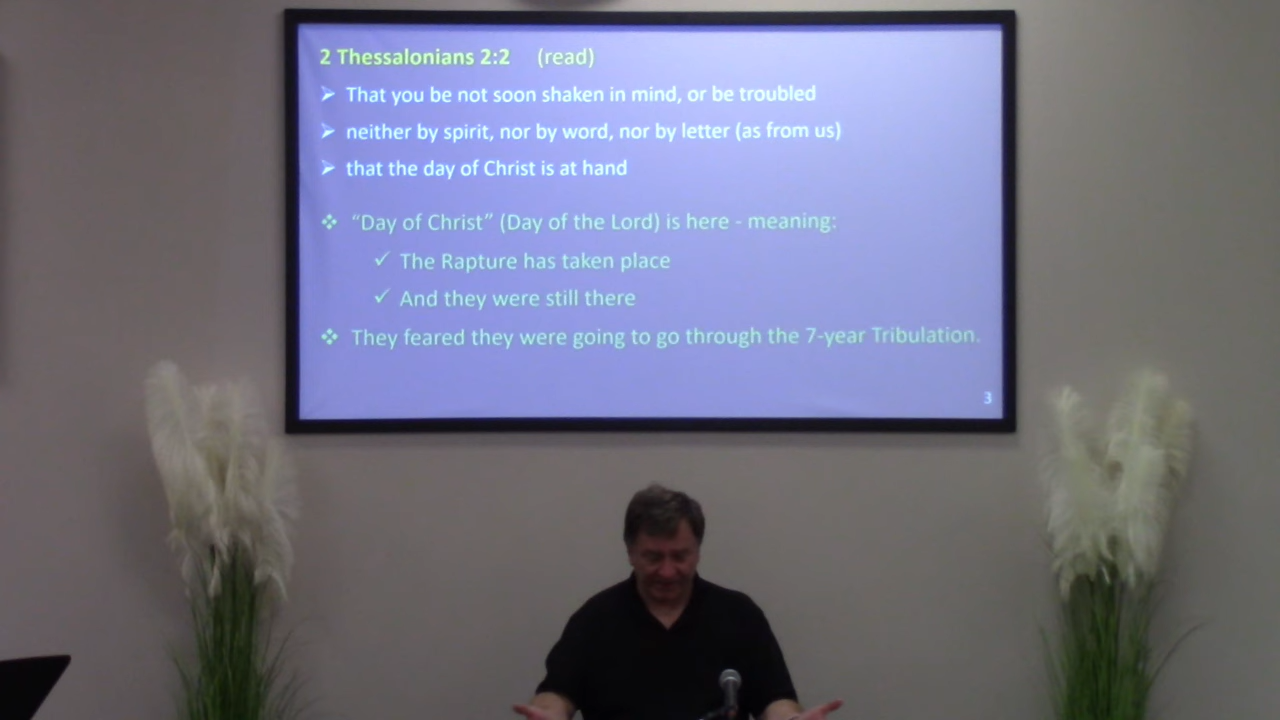 2 Thessalonians 2:2 (read)
➢ That you be not soon shaken in mind, or be troubled
➢ neither by spirit, nor by word, nor by letter (as from us)
➢ that the day of Christ is at hand
❖ “Day of Christ” (Day of the Lord) is here - meaning:
✓ The Rapture has taken place
✓ And they were still there
❖ They feared they were going to go through the 7-year Tribulation.
3